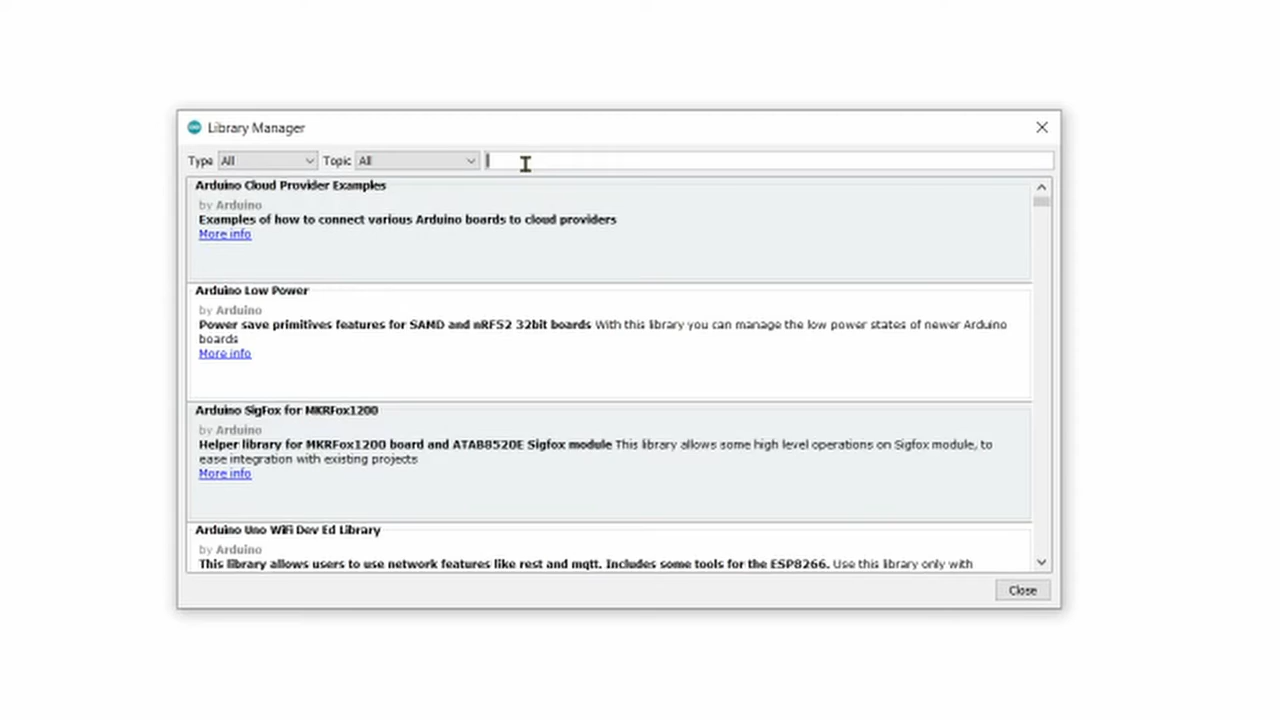 Library Manager
Type All Topic All
Arduino Cloud Provider Examples
by Arduino
Examples of how to connect various Arduino boards to cloud providers
More info
Arduino Low Power
by Arduino
Power save primitives features for SAMD and nRF52 32bit boards With this library you can manage the low power states of newer Arduino
boards
More info
Arduino SigFox for MKRFox1200
by Arduino
Helper library for MKRFox1200 board and ATAB8520E Sigfox module This library allows some high level operations on Sigfox module, to
ease integration with existing projects
More info
Arduino Uno WiFi Dev Ed Library
by Arduino
This library allows users to use network features like rest and mqtt. Includes some tools for the ESP8266. Use this library only with
Close